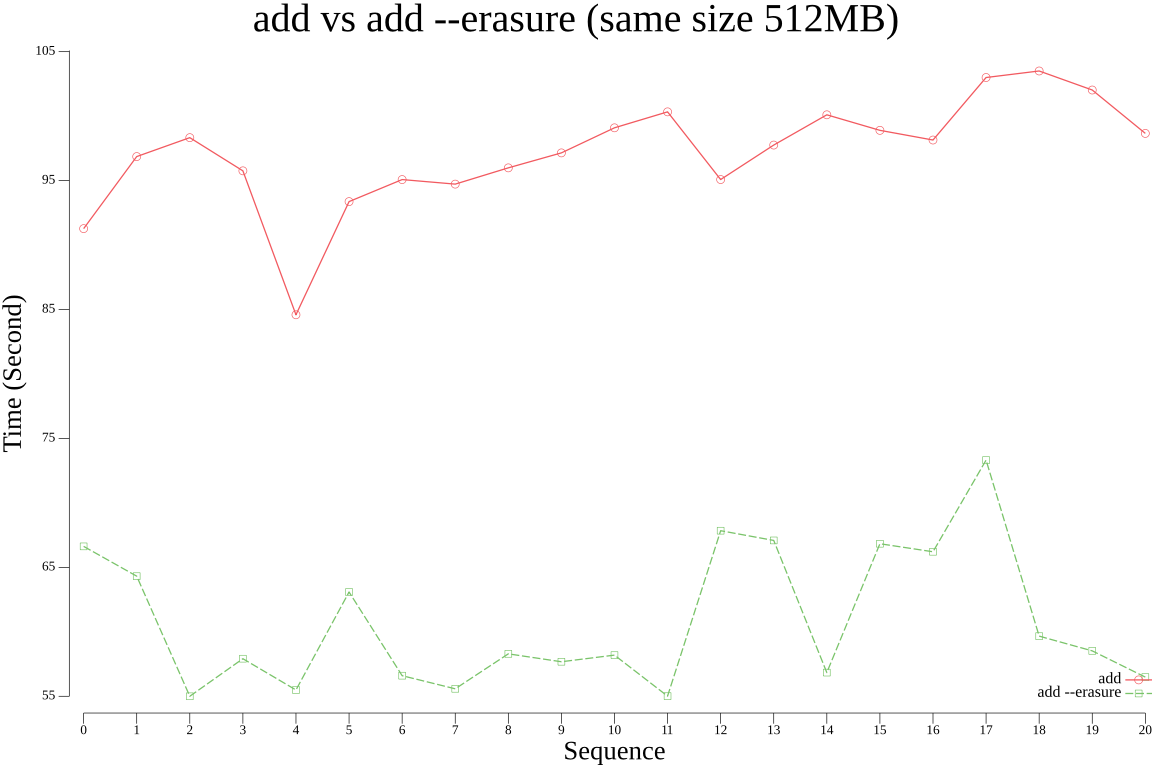 add vs add --erasure (same size 512MB)
105
95
85
75
65
55
Time (Second)
add
add --erasure
0 1 2 3 4 5 6 7 8 9 10 11 12 13 14 15 16 17 18 19 20
Sequence